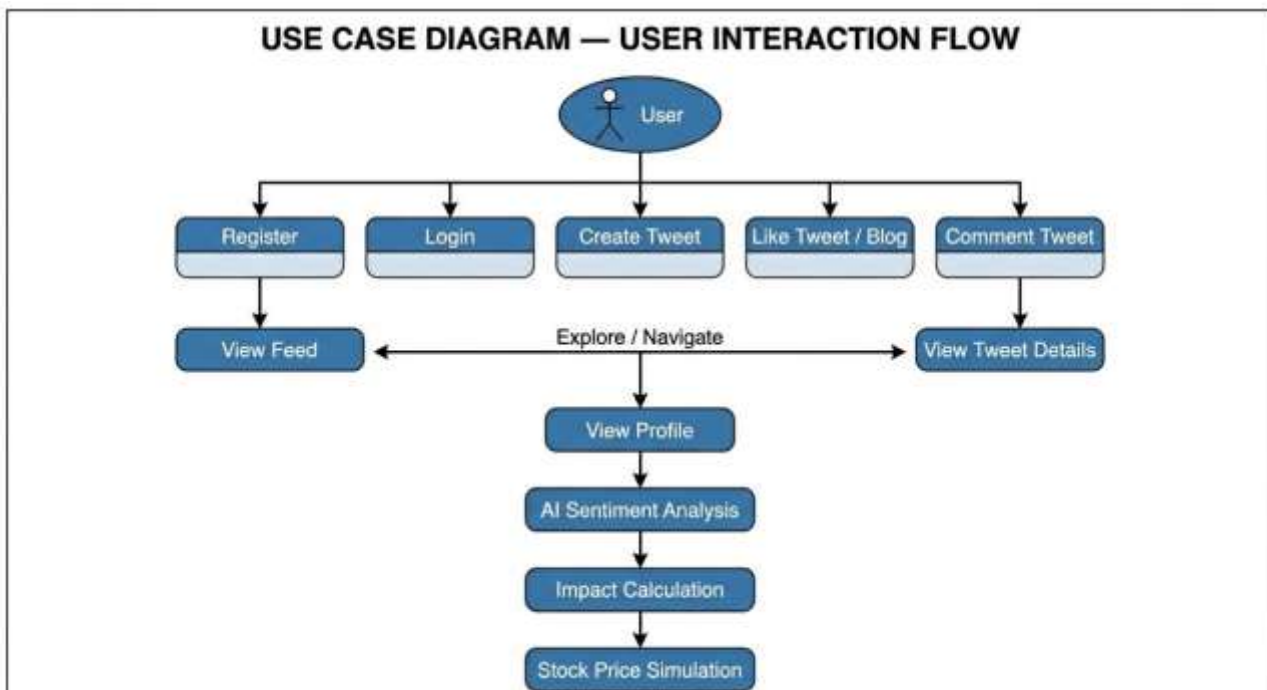 USE CASE DIAGRAM — USER INTERACTION FLOW
User
Register
Login
Create Tweet
Like Tweet / Blog
Comment Tweet
View Feed
Explore / Navigate
View Tweet Details
View Profile
AI Sentiment Analysis
Impact Calculation
Stock Price Simulation